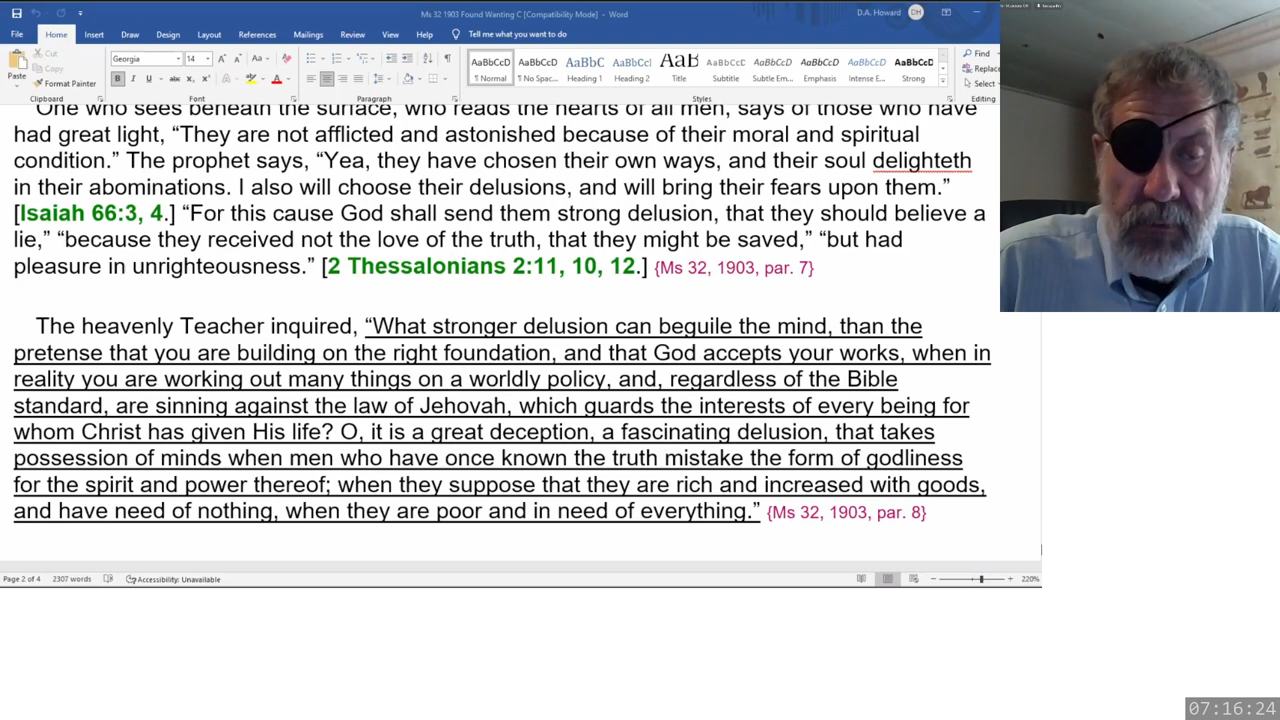 Ms 32 1903 Found Wanting C [Compatibility Mode] - Word
D.A. Howard
DH
File Home Insert Draw Design Layout References Mailings Review View Help Tell me what you want to do
Paste
Cut
Copy
Format Painter
Clipboard
Georgia 14
Font
Paragraph
AaBbCcD AaBbCcD AaBbC AaBbCcl AaB AaBbCcD AaBbCcD AaBbCcD AaBbCcD AaBbCcD
¶ Normal ¶ No Spac... Heading 1 Heading 2 Title Subtitle Subtle Em... Emphasis Intense E... Strong
Styles
Find
Replace
Select
Editing
One who sees beneath the surface, who reads the hearts of all men, says of those who have
had great light, “They are not afflicted and astonished because of their moral and spiritual
condition.” The prophet says, “Yea, they have chosen their own ways, and their soul delighteth
in their abominations. I also will choose their delusions, and will bring their fears upon them.”
[Isaiah 66:3, 4.] “For this cause God shall send them strong delusion, that they should believe a
lie,” “because they received not the love of the truth, that they might be saved,” “but had
pleasure in unrighteousness.” [2 Thessalonians 2:11, 10, 12.] {Ms 32, 1903, par. 7}
The heavenly Teacher inquired, “What stronger delusion can beguile the mind, than the
pretense that you are building on the right foundation, and that God accepts your works, when in
reality you are working out many things on a worldly policy, and, regardless of the Bible
standard, are sinning against the law of Jehovah, which guards the interests of every being for
whom Christ has given His life? O, it is a great deception, a fascinating delusion, that takes
possession of minds when men who have once known the truth mistake the form of godliness
for the spirit and power thereof; when they suppose that they are rich and increased with goods,
and have need of nothing, when they are poor and in need of everything.” {Ms 32, 1903, par. 8}
Page 2 of 4 2307 words Accessibility: Unavailable 220%
07:16:24